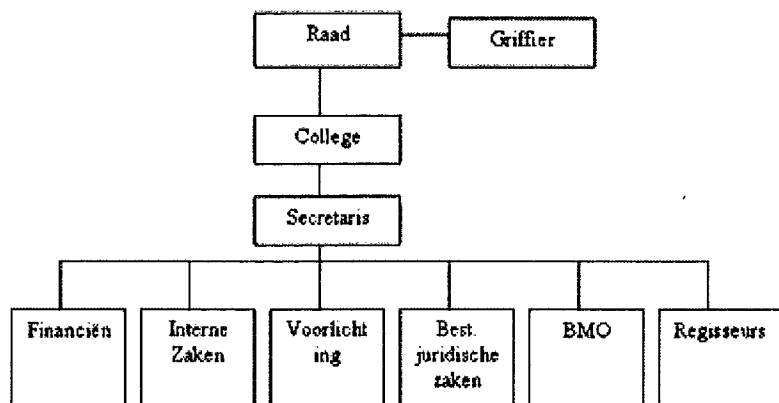 Raad
Griffier
College
Secretaris
Financiën
Interne
Zaken
Voorlicht
ing
Best.
juridische
zaken
BMO
Regisseurs